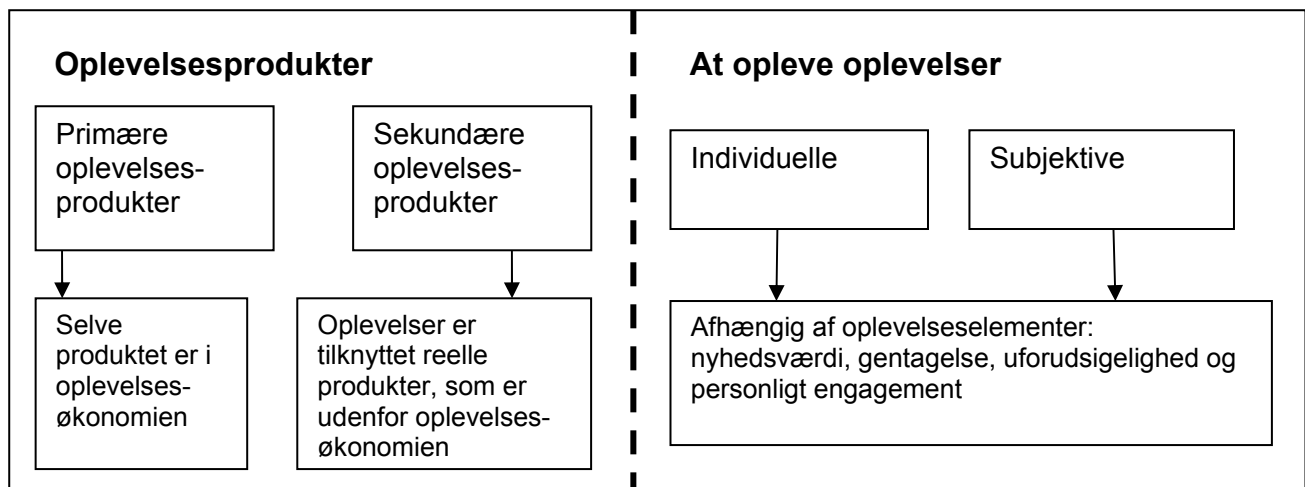 Oplevelsesprodukter
Primære
oplevelses-
produkter
Sekundære
oplevelses-
produkter
Selve
produktet er i
oplevelses-
økonomien
Oplevelser er
tilknyttet reelle
produkter, som er
udenfor oplevelses-
økonomien
At opleve oplevelser
Individuelle
Subjektive
Afhængig af oplevelseselementer:
nyhedsværdi, gentagelse, uforudsigelighed og
personligt engagement